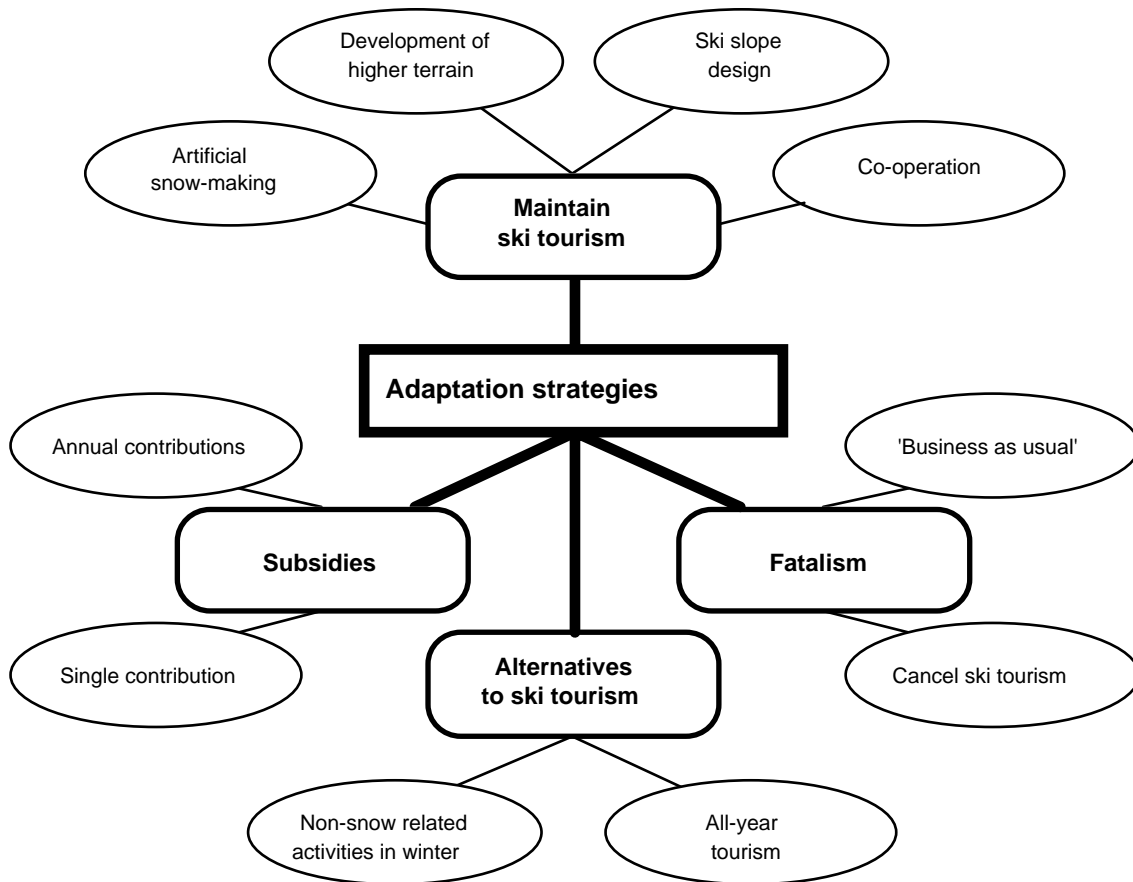 Development of
higher terrain
Ski slope
design
Artificial
snow-making
Co-operation
Maintain
ski tourism
Adaptation strategies
Annual contributions
'Business as usual'
Subsidies
Fatalism
Single contribution
Alternatives
to ski tourism
Cancel ski tourism
Non-snow related
activities in winter
All-year
tourism